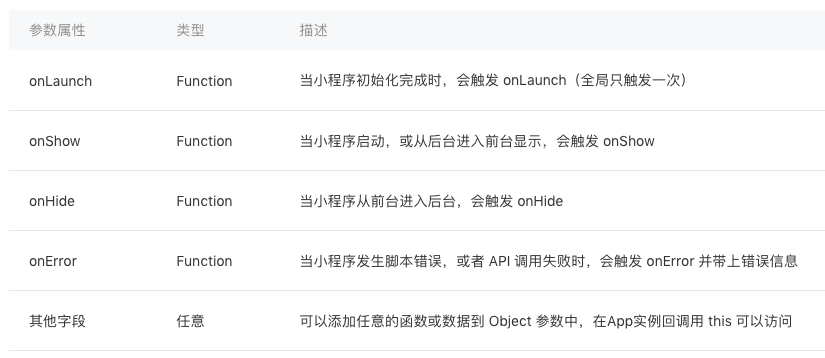 参数属性 类型 描述
onLaunch Function 当小程序初始化完成时，会触发 onLaunch（全局只触发一次）
onShow Function 当小程序启动，或从后台进入前台显示，会触发 onShow
onHide Function 当小程序从前台进入后台，会触发 onHide
onError Function 当小程序发生脚本错误，或者 API 调用失败时，会触发 onError 并带上错误信息
其他字段 任意 可以添加任意的函数或数据到 Object 参数中，在App实例回调用 this 可以访问